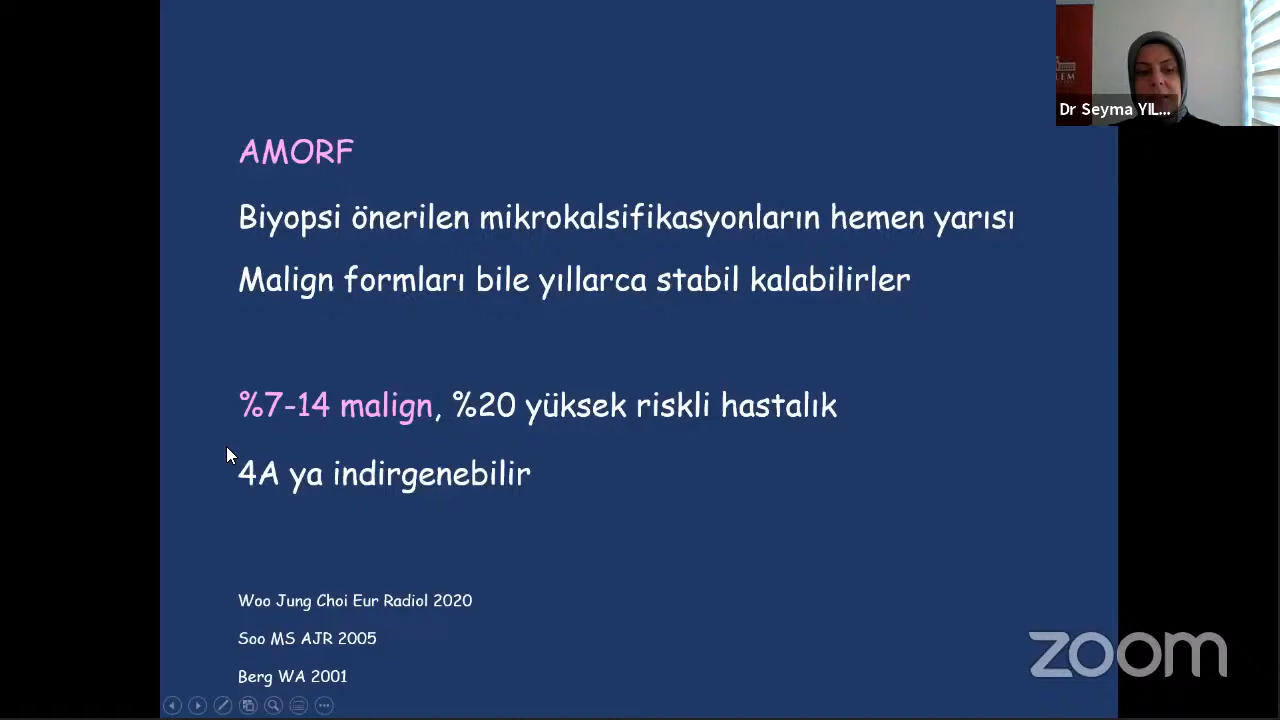 AMORF
Biyopsi önerilen mikrokalsifikasyonların hemen yarısı
Malign formları bile yıllarca stabil kalabilirler
%7-14 malign, %20 yüksek riskli hastalık
4A ya indirgenebilir
Woo Jung Choi Eur Radiol 2020
Soo MS AJR 2005
Berg WA 2001
LEM
Dr Seyma YIL...
zoom